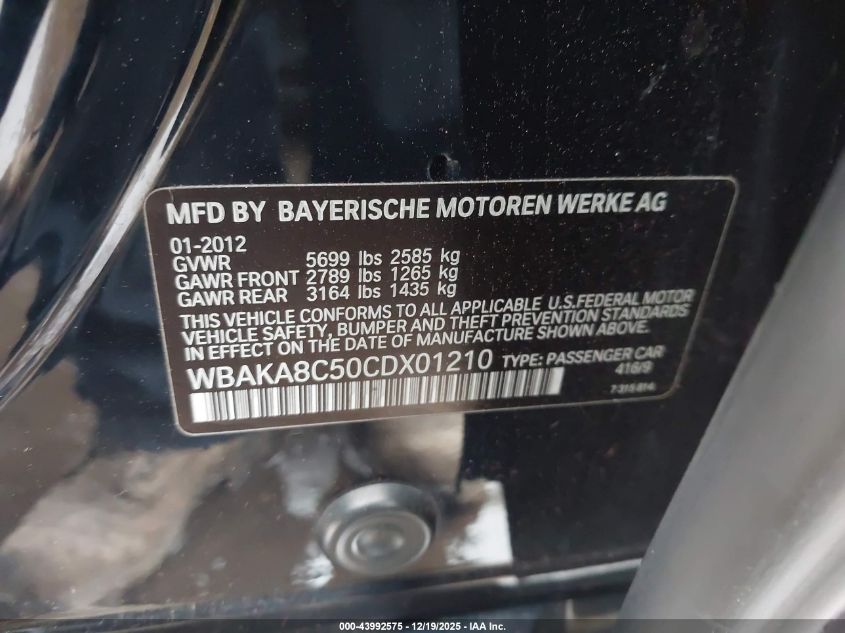 MFD BY BAYERISCHE MOTOREN WERKE AG
01-2012
GVWR 5699 lbs 2585 kg
GAWR FRONT 2789 lbs 1265 kg
GAWR REAR 3164 lbs 1435 kg
THIS VEHICLE CONFORMS TO ALL APPLICABLE U.S.FEDERAL MOTOR
VEHICLE SAFETY, BUMPER AND THEFT PREVENTION STANDARDS
IN EFFECT ON THE DATE OF MANUFACTURE SHOWN ABOVE.
WBAKA8C50CDX01210 TYPE: PASSENGER CAR
416/9
7 315 814
000-43992575 - 12/19/2025 - IAA Inc.